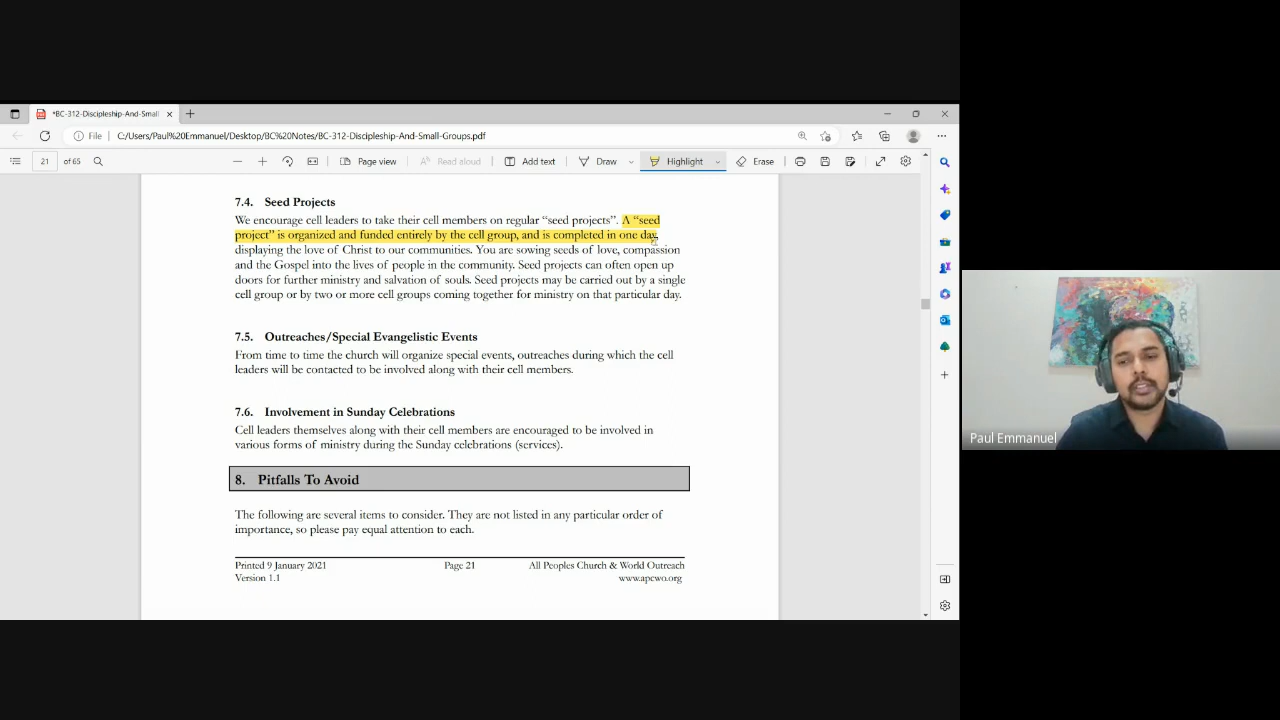 *BC-312-Discipleship-And-Small
File C:/Users/Paul%20Emmanuel/Desktop/BC%20Notes/BC-312-Discipleship-And-Small-Groups.pdf
21 of 65 Page view Read aloud Add text Draw Highlight Erase
7.4. Seed Projects
We encourage cell leaders to take their cell members on regular “seed projects”. A “seed
project” is organized and funded entirely by the cell group, and is completed in one day,
displaying the love of Christ to our communities. You are sowing seeds of love, compassion
and the Gospel into the lives of people in the community. Seed projects can often open up
doors for further ministry and salvation of souls. Seed projects may be carried out by a single
cell group or by two or more cell groups coming together for ministry on that particular day.
7.5. Outreaches/Special Evangelistic Events
From time to time the church will organize special events, outreaches during which the cell
leaders will be contacted to be involved along with their cell members.
7.6. Involvement in Sunday Celebrations
Cell leaders themselves along with their cell members are encouraged to be involved in
various forms of ministry during the Sunday celebrations (services).
8. Pitfalls To Avoid
The following are several items to consider. They are not listed in any particular order of
importance, so please pay equal attention to each.
Printed 9 January 2021 Page 21 All Peoples Church & World Outreach
Version 1.1 www.apcwo.org
Paul Emmanuel